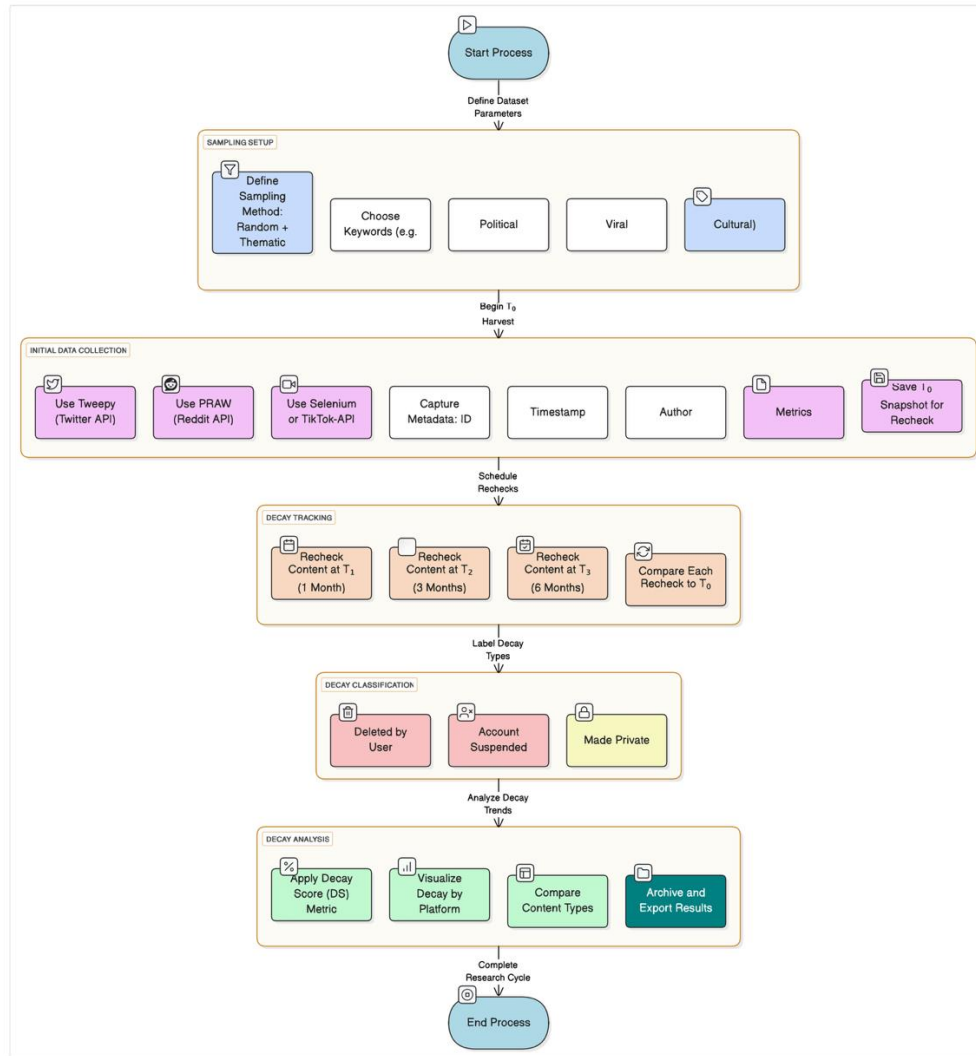 Start Process
Define Dataset
Parameters
SAMPLING SETUP
Define
Sampling
Method:
Random +
Thematic
Choose
Keywords (e.g.
Political
Viral
Cultural)
Begin T₀
Harvest
INITIAL DATA COLLECTION
Use Tweepy
(Twitter API)
Use PRAW
(Reddit API)
Use Selenium
or TikTok-API
Capture
Metadata: ID
Timestamp
Author
Metrics
Save T₀
Snapshot for
Recheck
Schedule
Rechecks
DECAY TRACKING
Recheck
Content at T₁
(1 Month)
Recheck
Content at T₂
(3 Months)
Recheck
Content at T₃
(6 Months)
Compare Each
Recheck to T₀
Label Decay
Types
DECAY CLASSIFICATION
Deleted by
User
Account
Suspended
Made Private
Analyze Decay
Trends
DECAY ANALYSIS
Apply Decay
Score (DS)
Metric
Visualize
Decay by
Platform
Compare
Content Types
Archive and
Export Results
Complete
Research Cycle
End Process